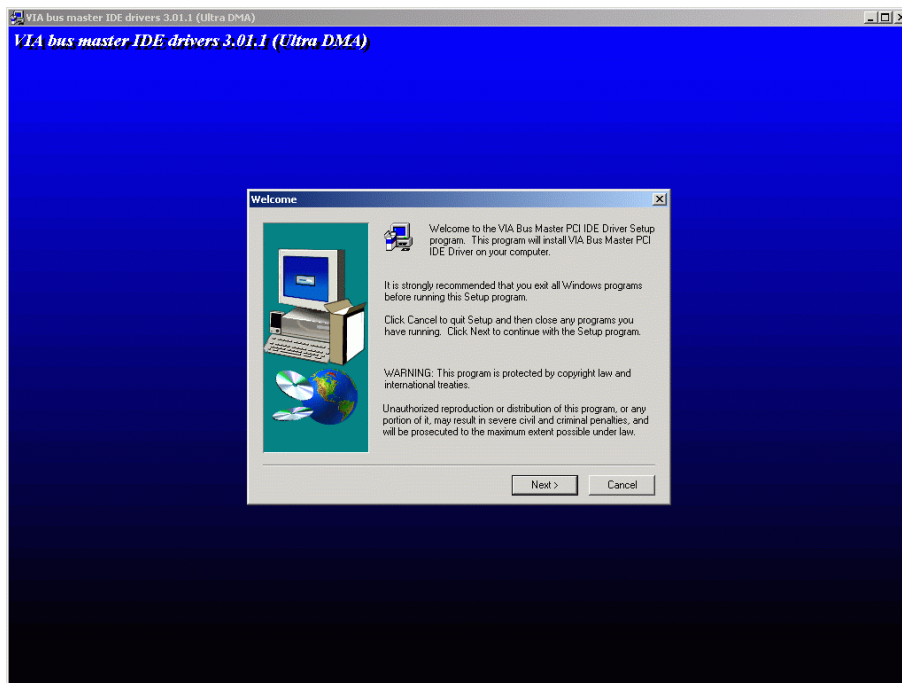 VIA bus master IDE drivers 3.01.1 (Ultra DMA)
VIA bus master IDE drivers 3.01.1 (Ultra DMA)
Welcome
Welcome to the VIA Bus Master PCI IDE Driver Setup
program. This program will install VIA Bus Master PCI
IDE Driver on your computer.
It is strongly recommended that you exit all Windows programs
before running this Setup program.
Click Cancel to quit Setup and then close any programs you
have running. Click Next to continue with the Setup program.
WARNING: This program is protected by copyright law and
international treaties.
Unauthorized reproduction or distribution of this program, or any
portion of it, may result in severe civil and criminal penalties, and
will be prosecuted to the maximum extent possible under law.
Next >
Cancel